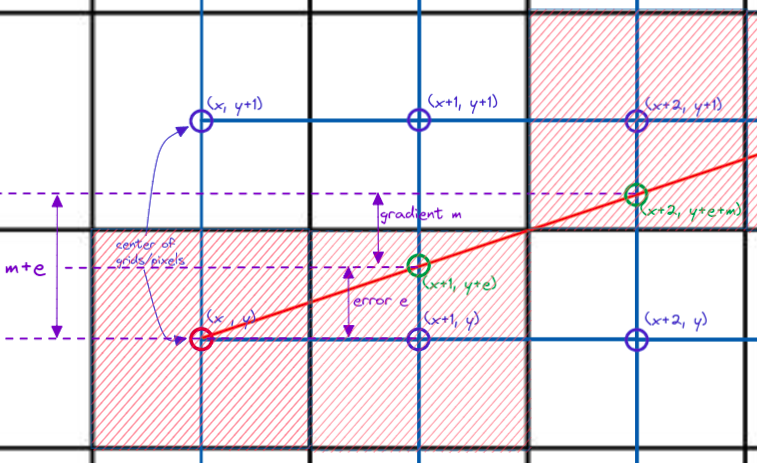 (x, y+1)
(x+1, y+1)
(x+2, y+1)
gradient m
(x+2, y+e+m)
center of
grids/pixels
m+e
(x+1, y+e)
error e
(x, y)
(x+1, y)
(x+2, y)